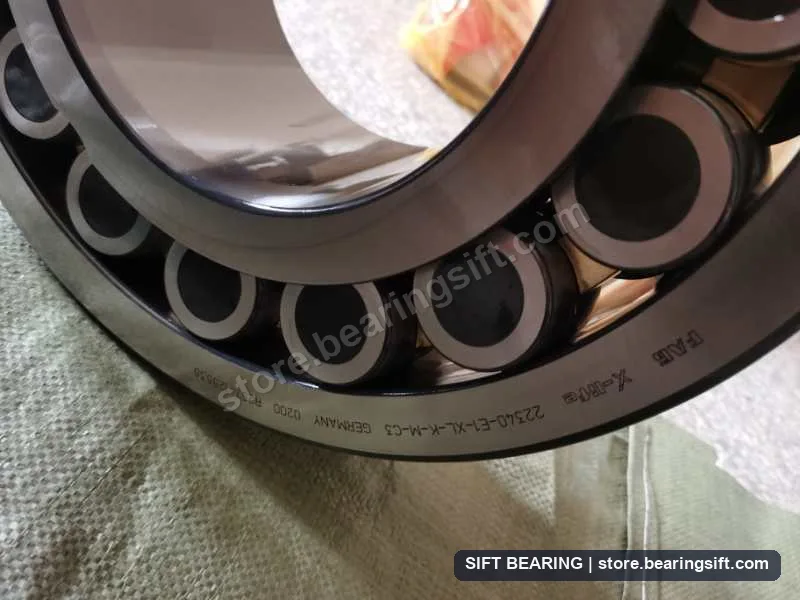 FAG X-life
22340-E1-XL-K-M-C3 GERMANY 0200
store.bearingsift.com
SIFT BEARING | store.bearingsift.com